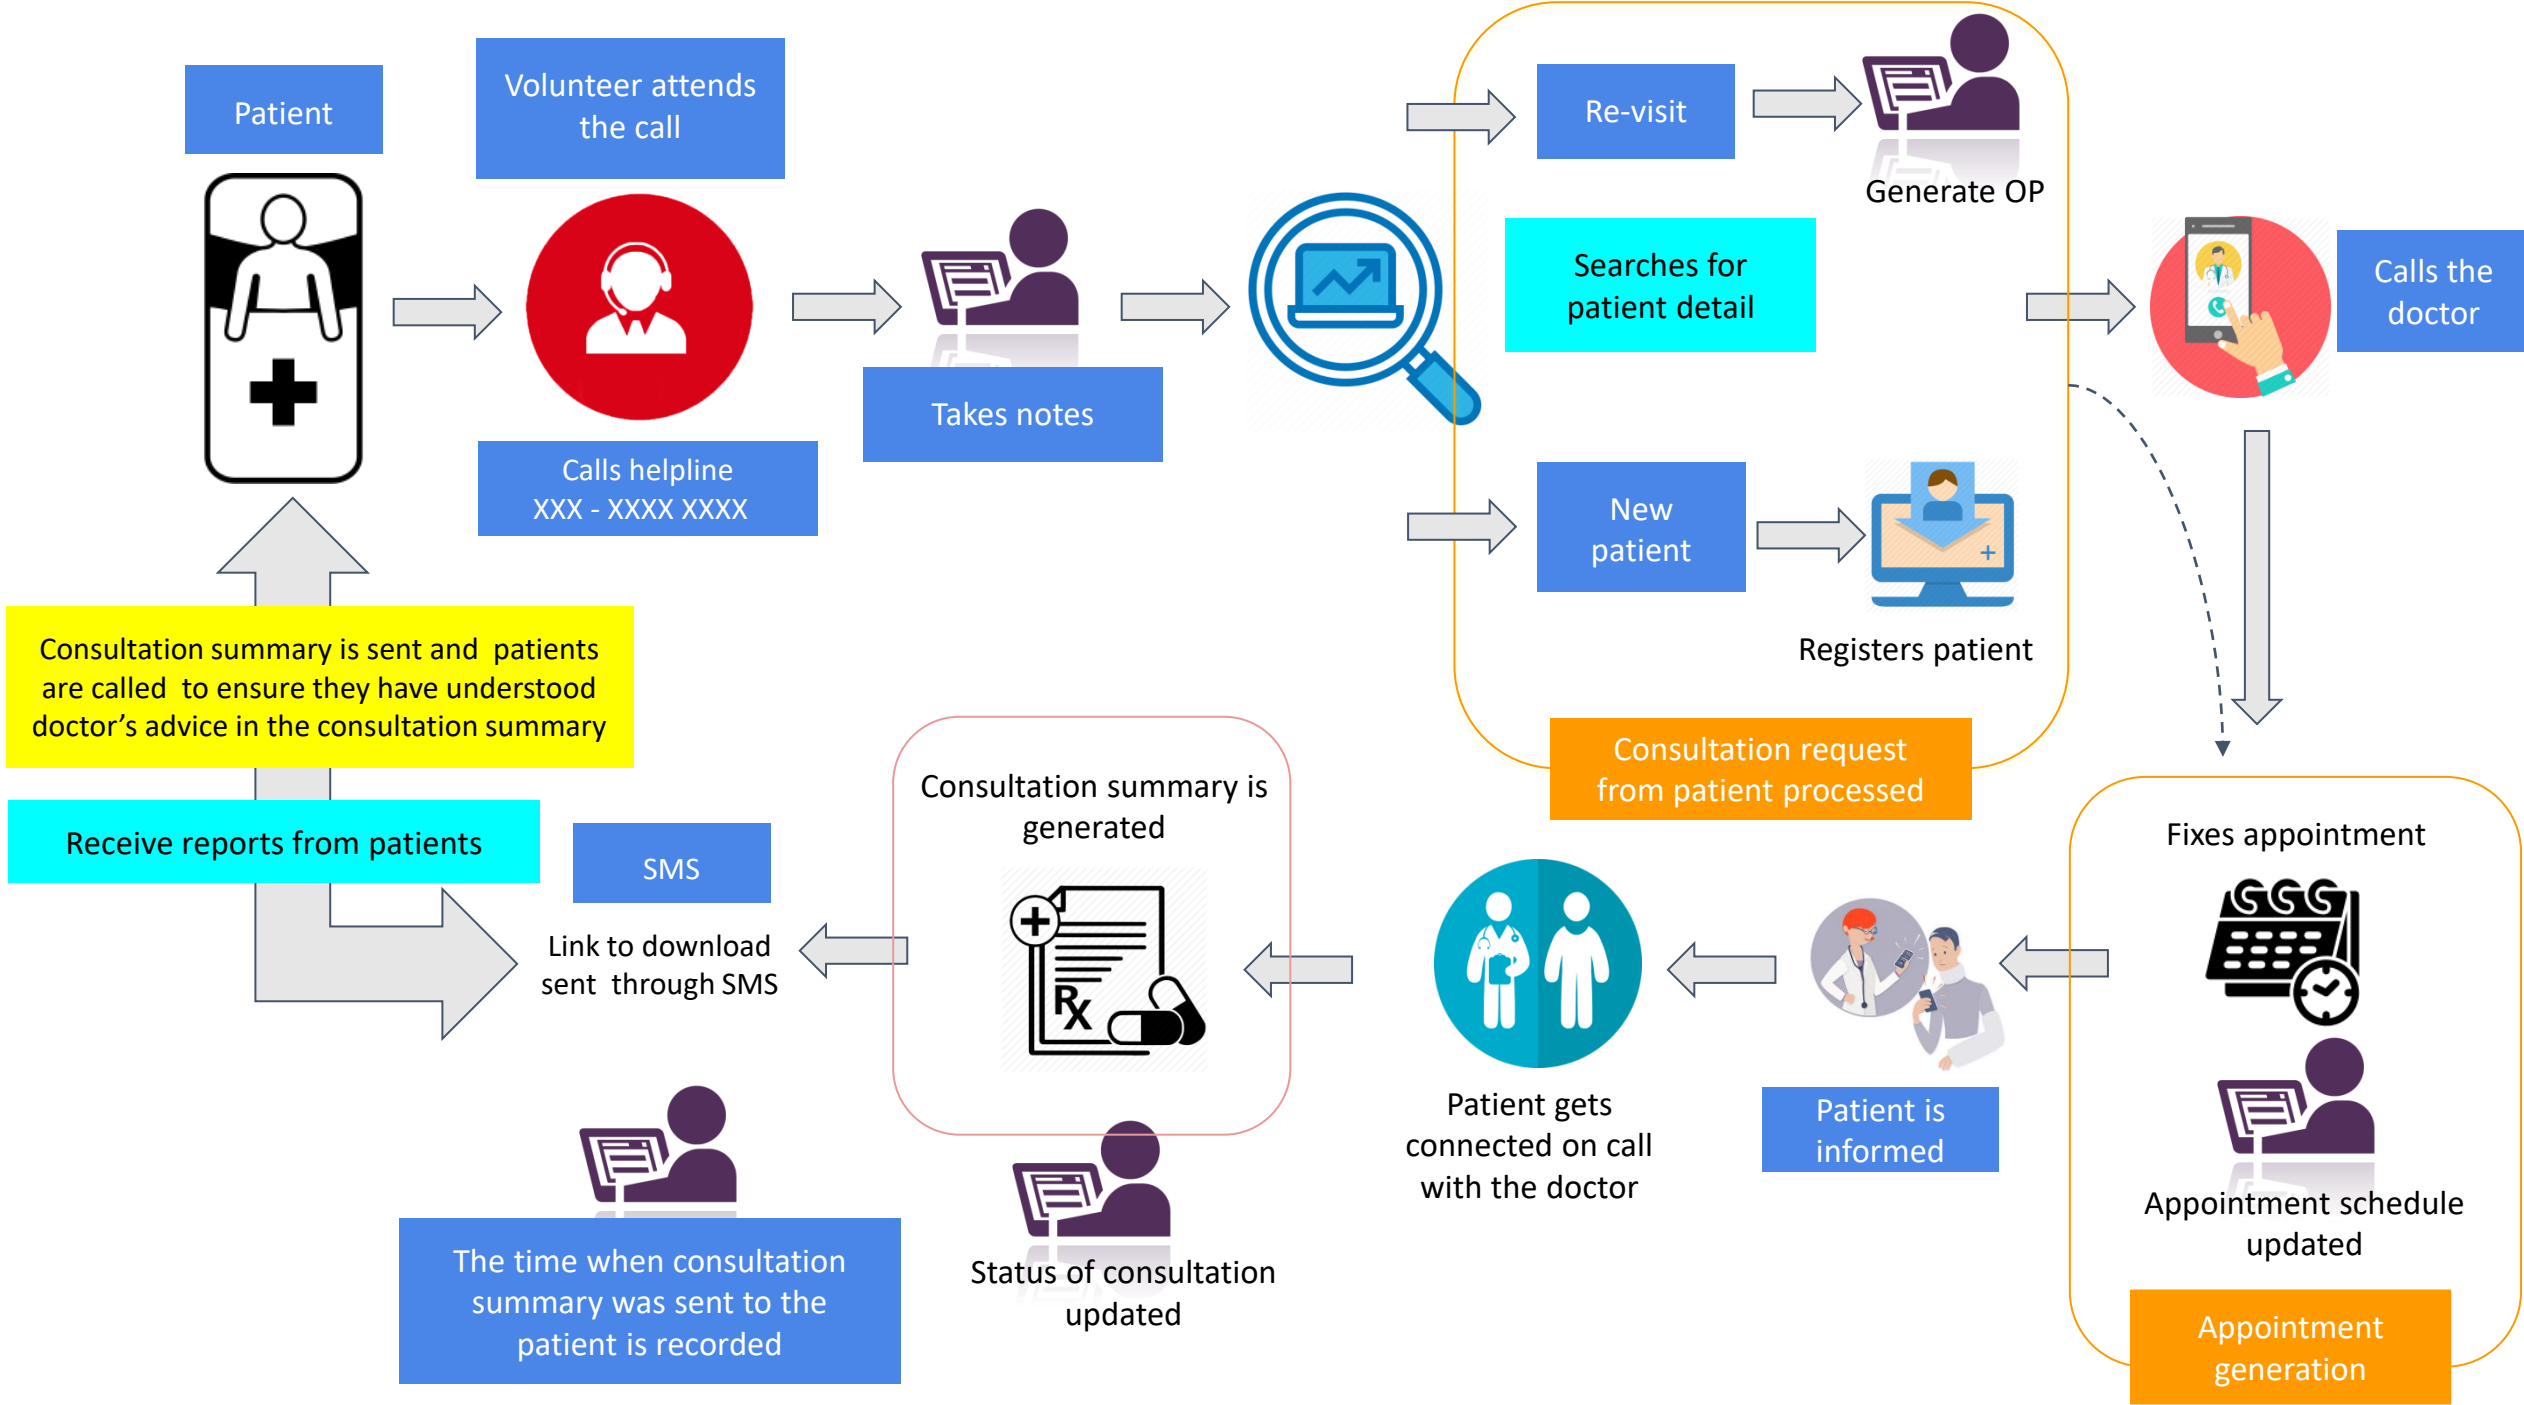 Patient
Volunteer attends
the call
Calls helpline
XXX - XXXX XXXX
Takes notes
Re-visit
Generate OP
Searches for
patient detail
New
patient
Registers patient
Consultation request
from patient processed
Calls the
doctor
Fixes appointment
Appointment schedule
updated
Appointment
generation
Patient is
informed
Patient gets
connected on call
with the doctor
Consultation summary is
generated
Rx
Status of consultation
updated
SMS
Link to download
sent through SMS
The time when consultation
summary was sent to the
patient is recorded
Consultation summary is sent and patients
are called to ensure they have understood
doctor’s advice in the consultation summary
Receive reports from patients